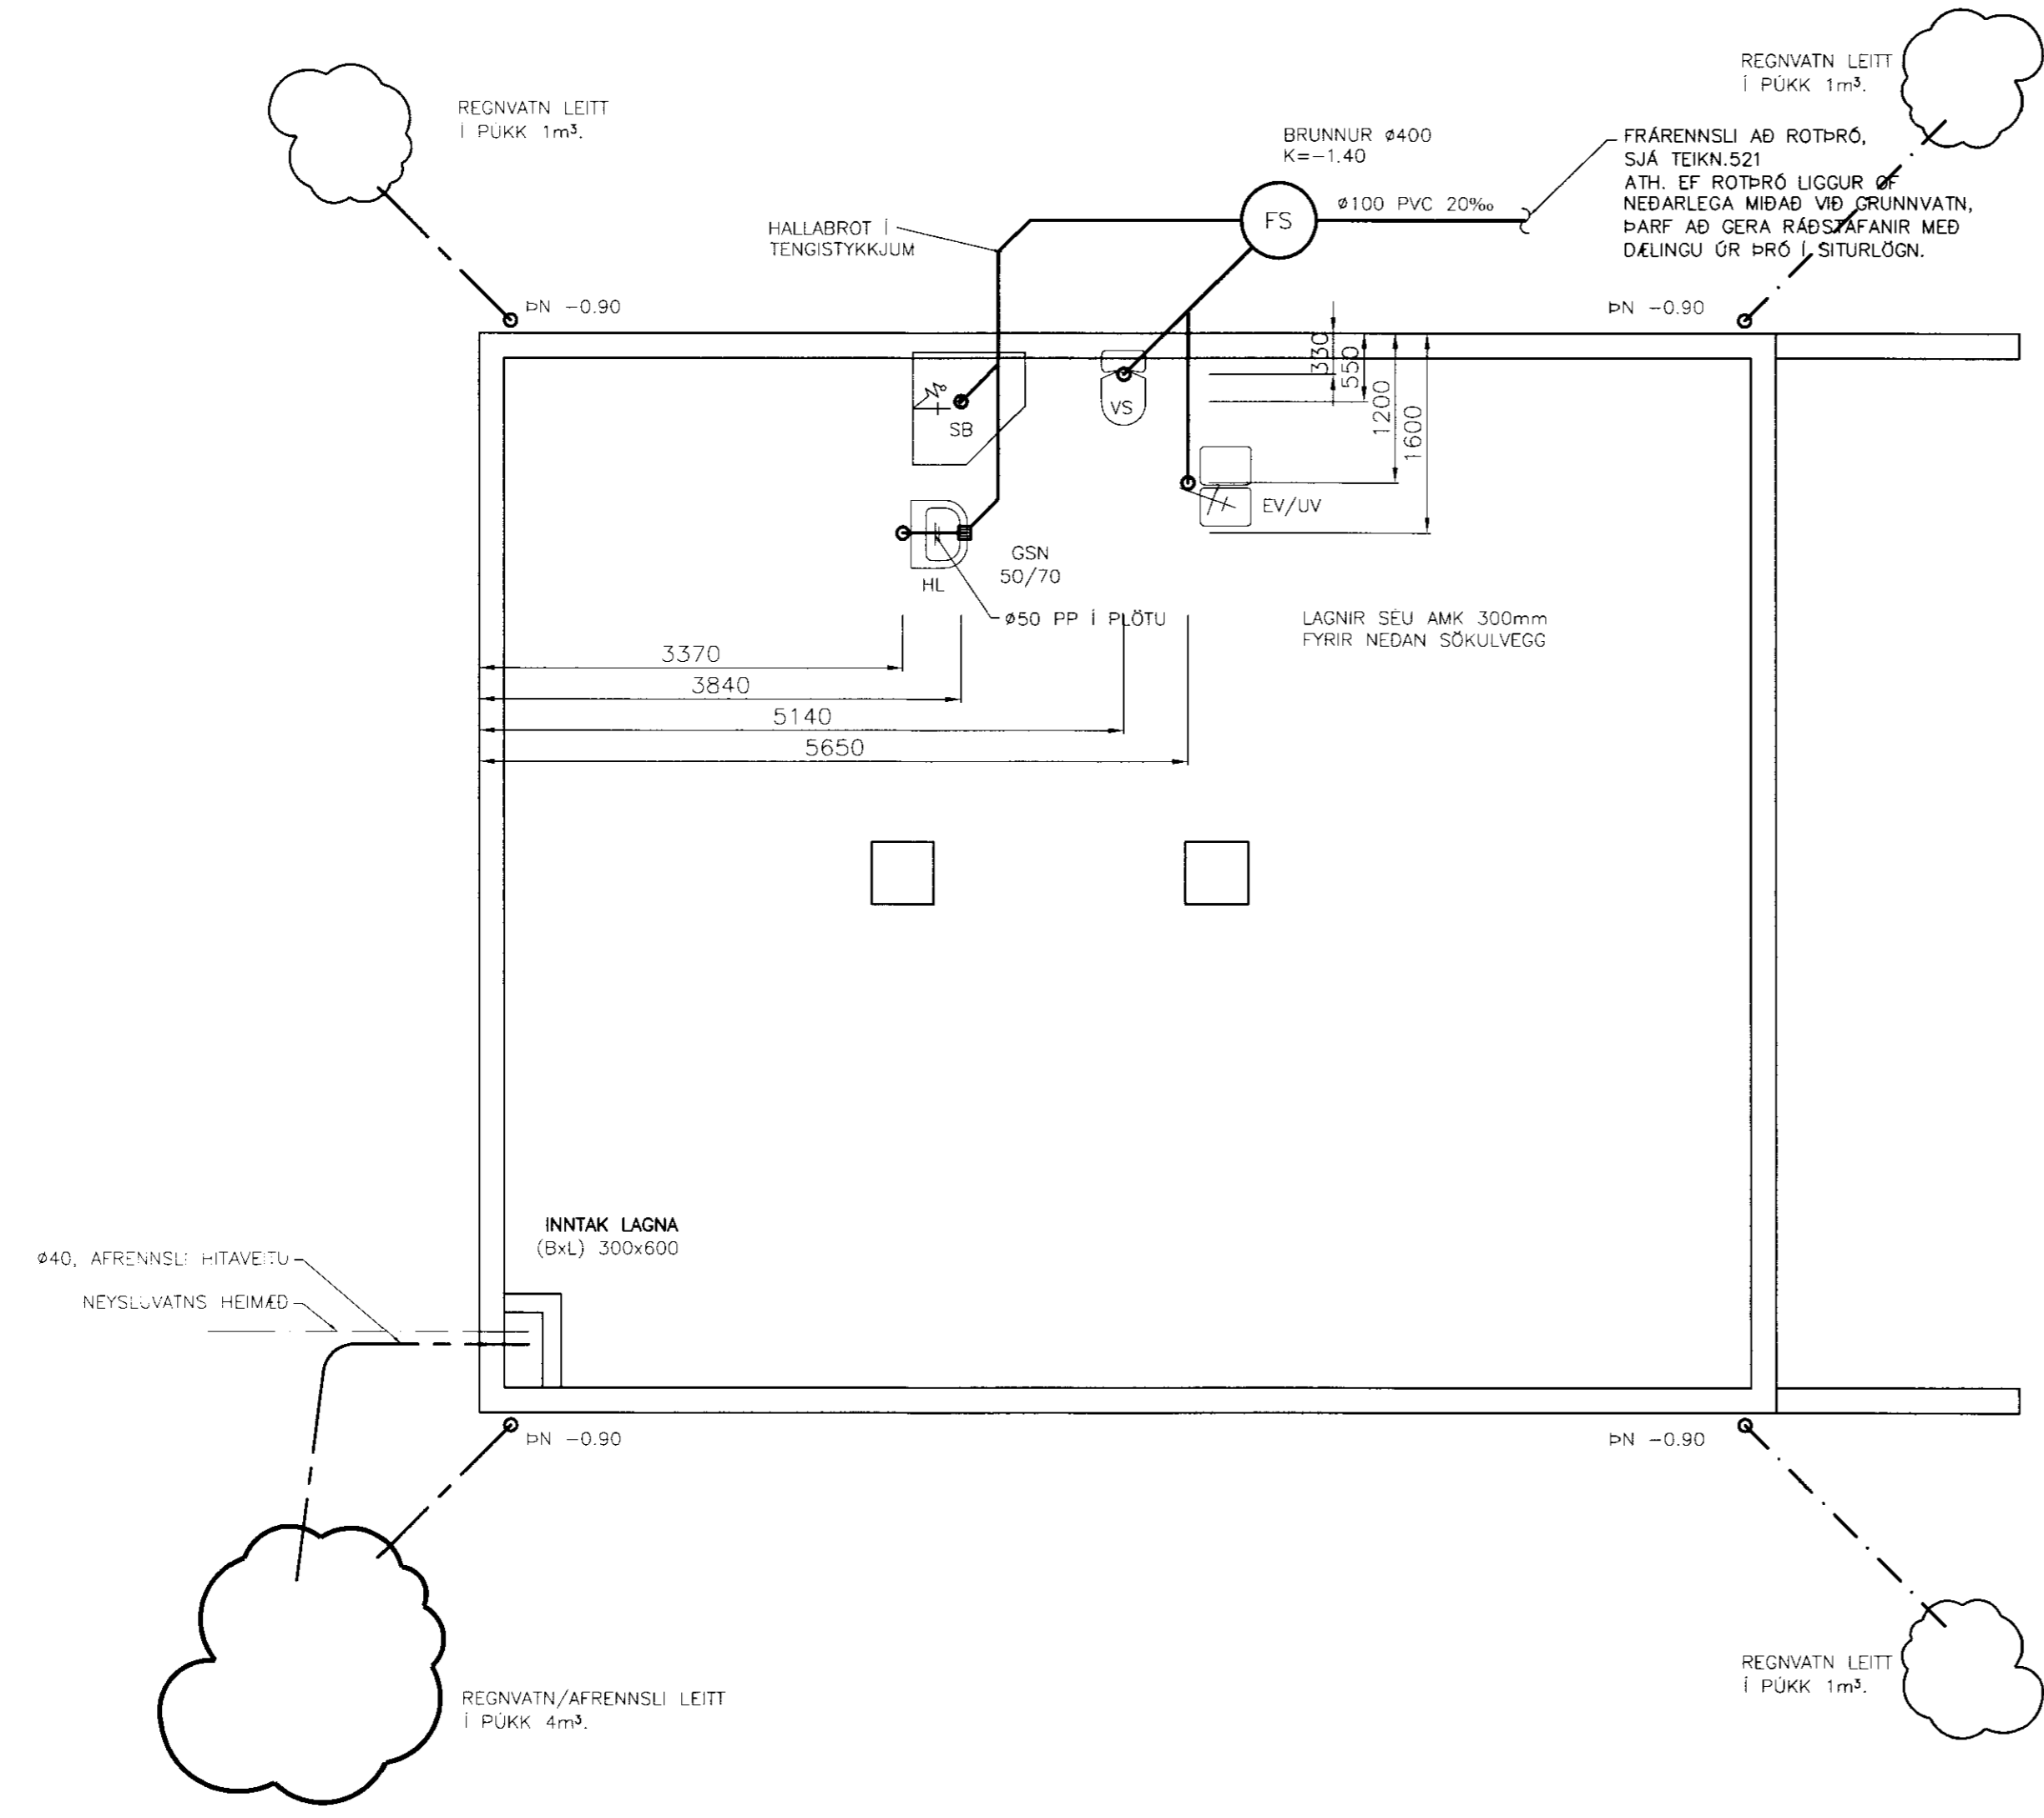 REGNVATN LEITT
Í PÚKK 1m³.
REGNVATN LEITT
Í PÚKK 1m³.
BRUNNUR ø400
K=-1.40
FRÁRENNSLI AÐ ROTÞRÓ,
SJÁ TEIKN.521
ATH. EF ROTÞRÓ LIGGUR OF
NEÐARLEGA MIÐAÐ VIÐ GRUNNVATN,
ÞARF AÐ GERA RÁÐSTAFANIR MEÐ
DÆLINGU ÚR ÞRÓ Í SITURLÖGN.
FS
ø100 PVC 20‰
HALLABROT Í
TENGISTYKKJUM
ÞN -0.90
ÞN -0.90
330
550
1200
1600
SB
VS
EV/UV
HL
GSN
50/70
ø50 PP Í PLÖTU
LAGNIR SÉU AMK 300mm
FYRIR NEÐAN SÖKULVEGG
3370
3840
5140
5650
INNTAK LAGNA
(BxL) 300x600
ø40, AFRENNSLI HITAVEITU
NEYSLUVATNS HEIMÆÐ
ÞN -0.90
ÞN -0.90
REGNVATN/AFRENNSLI LEITT
Í PÚKK 4m³.
REGNVATN LEITT
Í PÚKK 1m³.